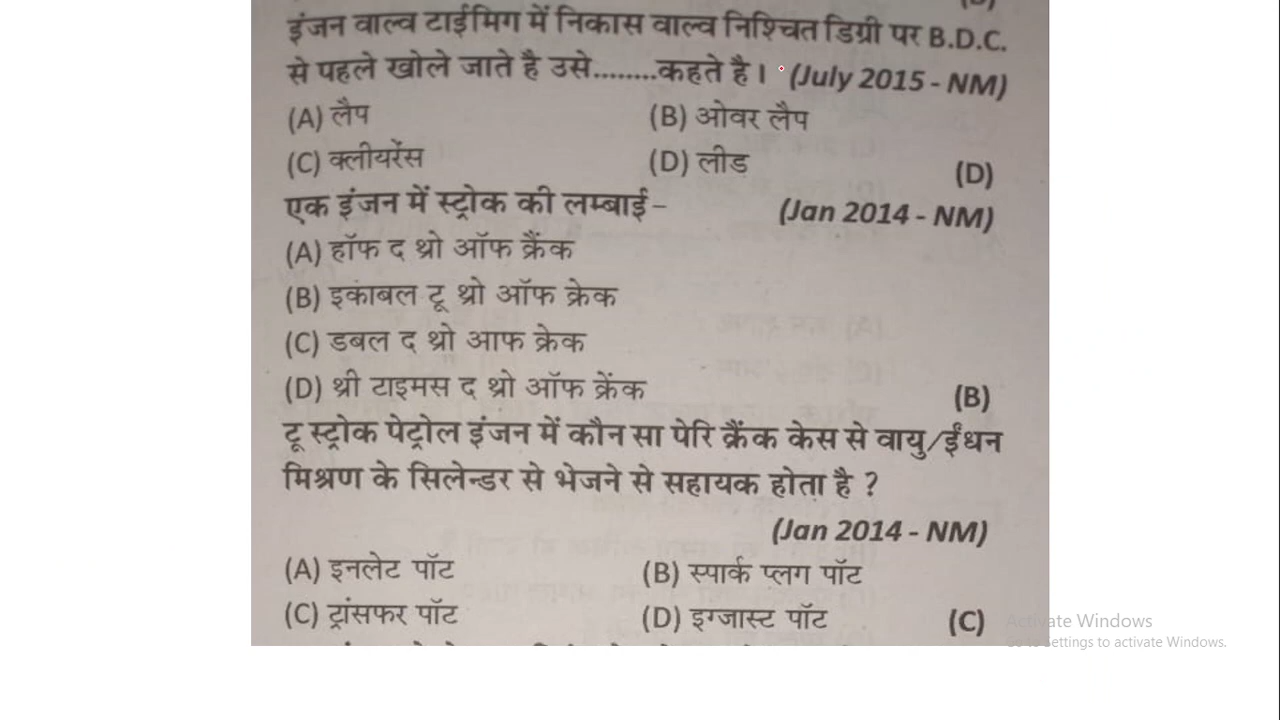 इंजन वाल्व टाईमिग में निकास वाल्व निश्चित डिग्री पर B.D.C.
से पहले खोले जाते है उसे........कहते है। (July 2015 - NM)
(A) लैप (B) ओवर लैप
(C) क्लीयरेंस (D) लीड (D)
एक इंजन में स्ट्रोक की लम्बाई– (Jan 2014 - NM)
(A) हॉफ द थ्रो ऑफ क्रैंक
(B) इकाबल टू थ्रो ऑफ क्रेक
(C) डबल द थ्रो आफ क्रेक
(D) थ्री टाइमस द थ्रो ऑफ क्रेंक (B)
टू स्ट्रोक पेट्रोल इंजन में कौन सा पेरि क्रैंक केस से वायु/ईंधन
मिश्रण के सिलेन्डर से भेजने से सहायक होता है ?
(Jan 2014 - NM)
(A) इनलेट पॉट (B) स्पार्क प्लग पॉट
(C) ट्रांसफर पॉट (D) इग्जास्ट पॉट (C)
Activate Windows
Go to Settings to activate Windows.